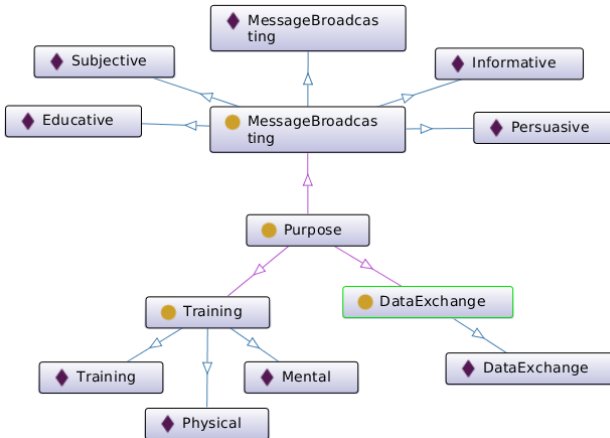 MessageBroadcas
ting
Subjective
Informative
Educative
MessageBroadcas
ting
Persuasive
Purpose
Training
DataExchange
Training
Mental
DataExchange
Physical